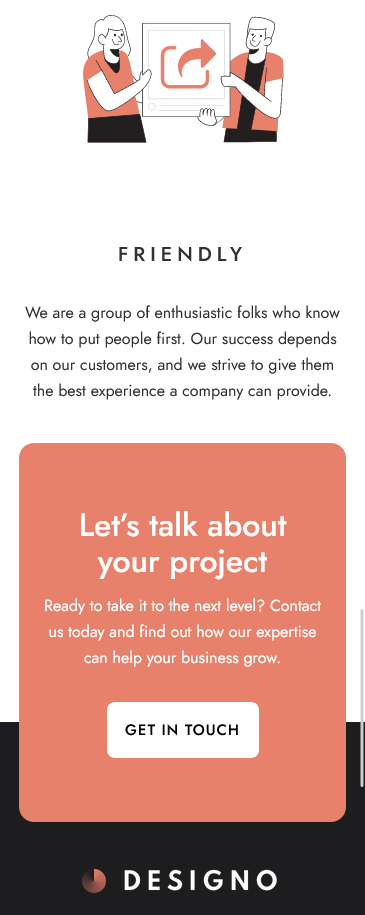 FRIENDLY
We are a group of enthusiastic folks who know
how to put people first. Our success depends
on our customers, and we strive to give them
the best experience a company can provide.
Let’s talk about
your project
Ready to take it to the next level? Contact
us today and find out how our expertise
can help your business grow.
GET IN TOUCH
DESIGNO